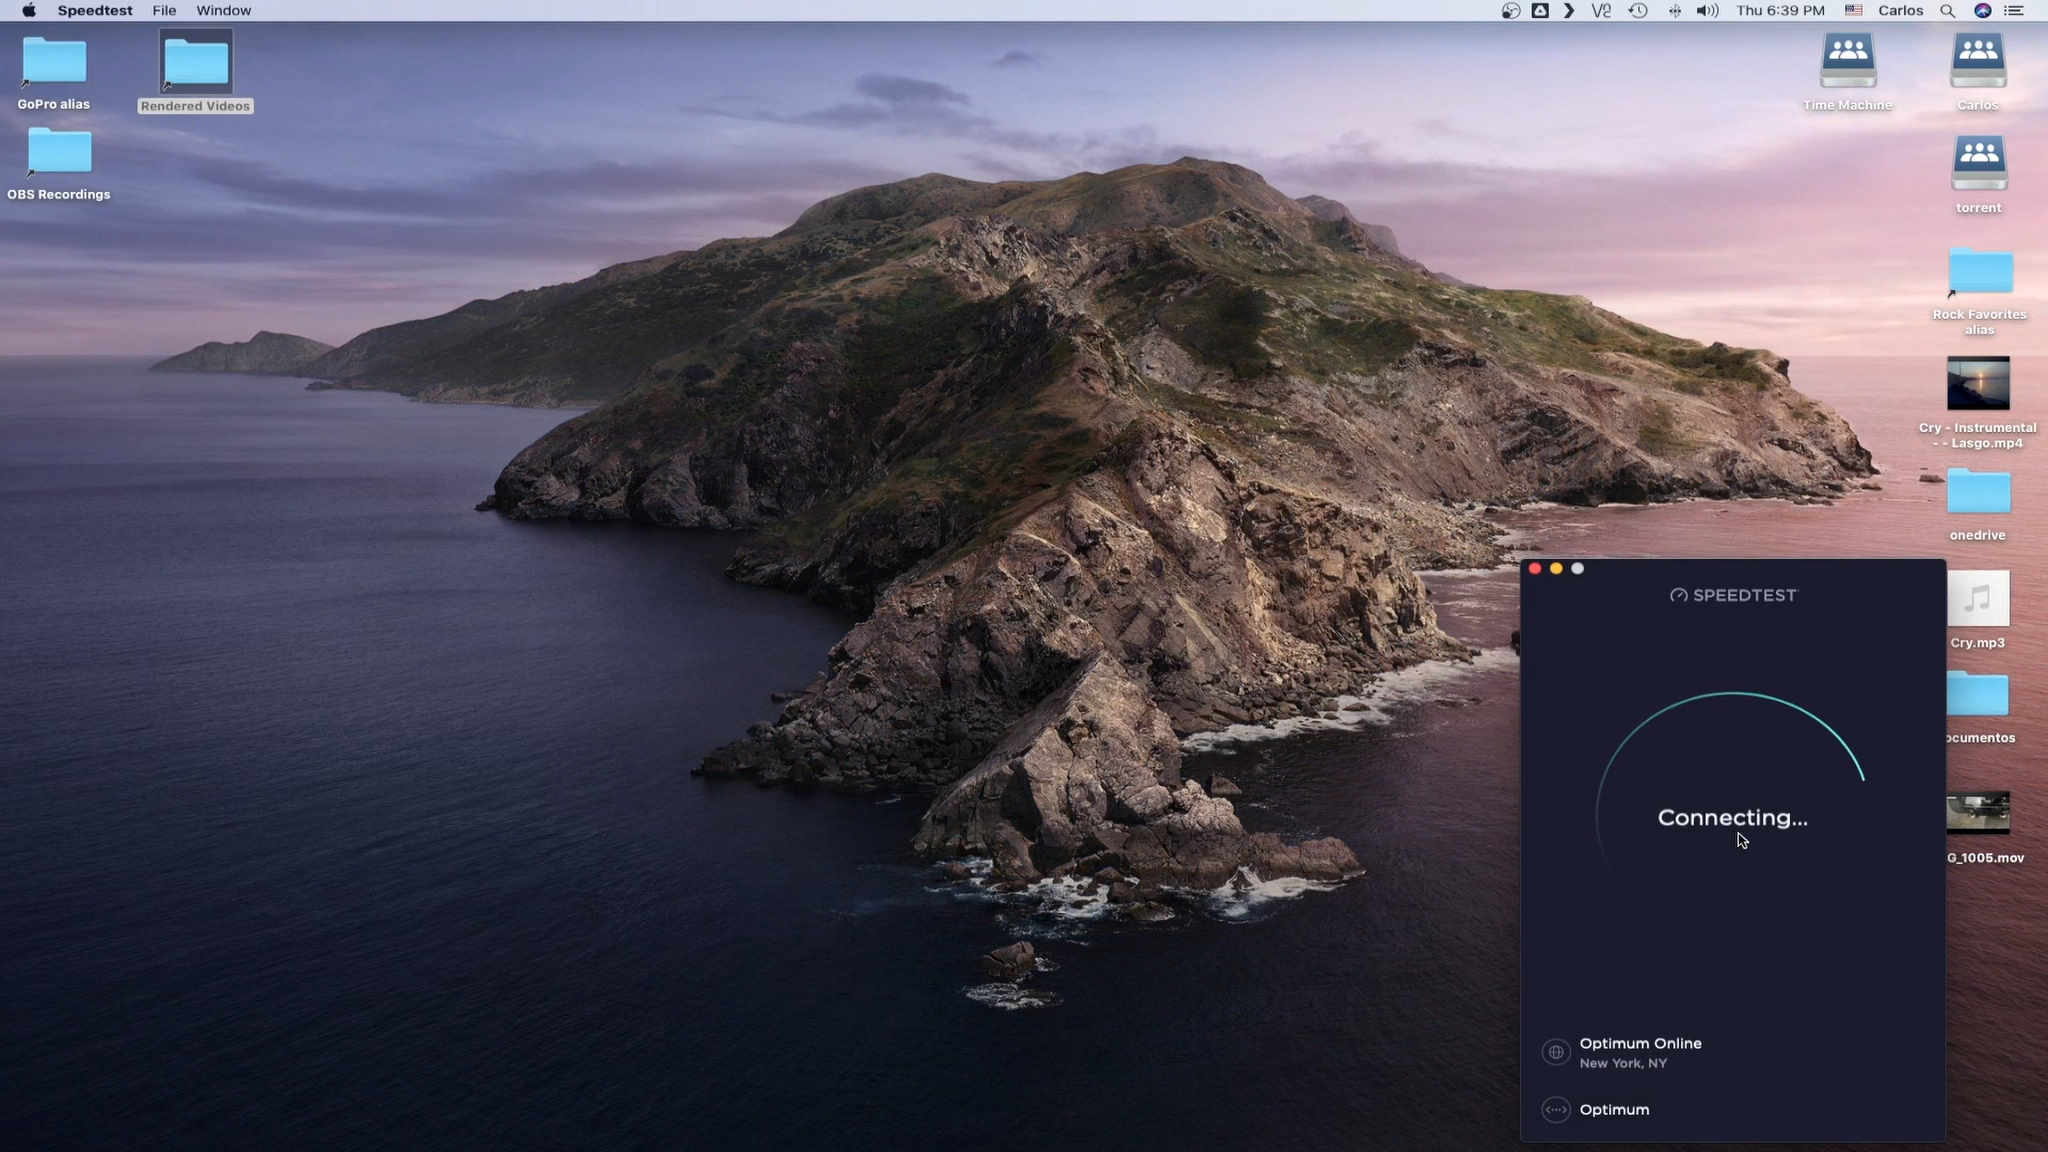 Speedtest File Window
Thu 6:39 PM Carlos
GoPro alias
Rendered Videos
OBS Recordings
Time Machine
Carlos
torrent
Rock Favorites
alias
Cry - Instrumental
- - Lasgo.mp4
onedrive
Cry.mp3
ocumentos
G_1005.mov
SPEEDTEST
Connecting...
Optimum Online
New York, NY
Optimum